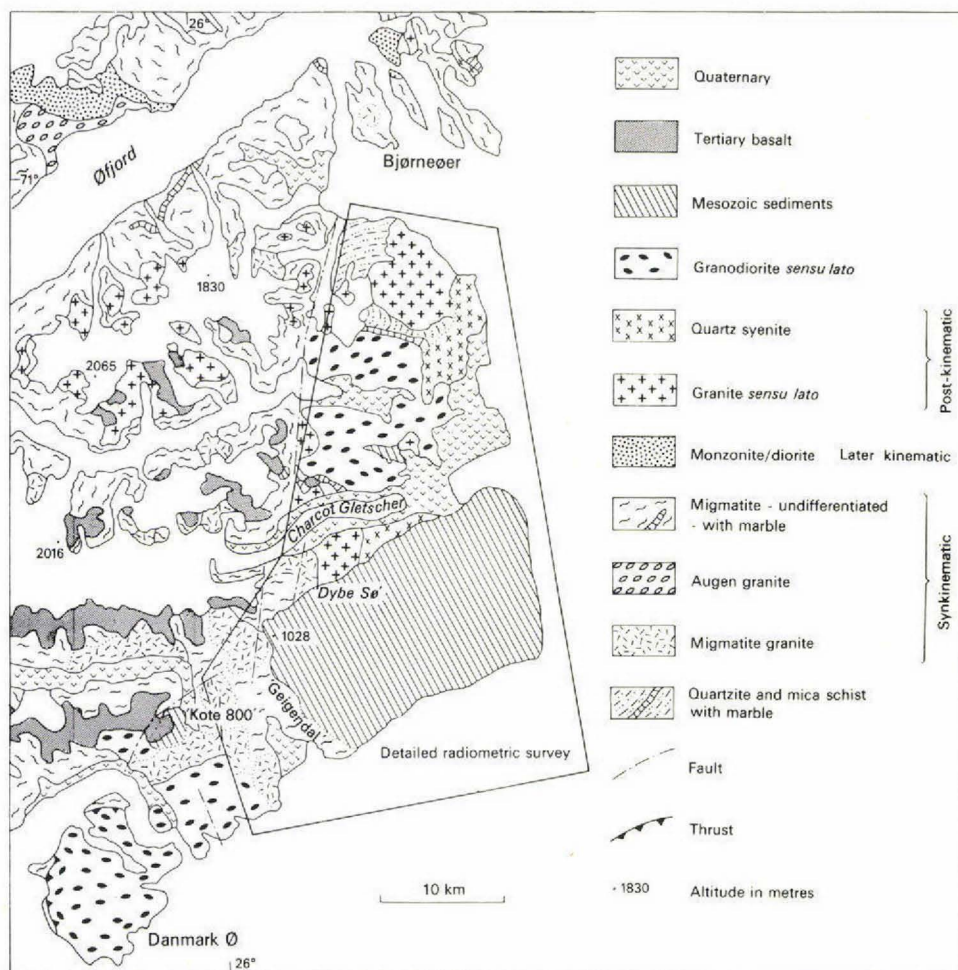 26°
Øfjord
71°
Bjørneøer
1830
2065
2016
Charcot Gletscher
Dybe Sø
1028
Geigendal
Kote 800
Detailed radiometric survey
10 km
Danmark Ø
26°
Quaternary
Tertiary basalt
Mesozoic sediments
Granodiorite sensu lato
Quartz syenite
Granite sensu lato
Post-kinematic
Monzonite/diorite Later kinematic
Migmatite - undifferentiated
- with marble
Augen granite
Migmatite granite
Synkinematic
Quartzite and mica schist
with marble
Fault
Thrust
1830 Altitude in metres